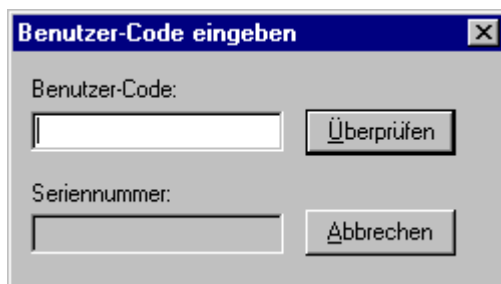 Benutzer-Code eingeben
Benutzer-Code:
Überprüfen
Seriennummer:
Abbrechen